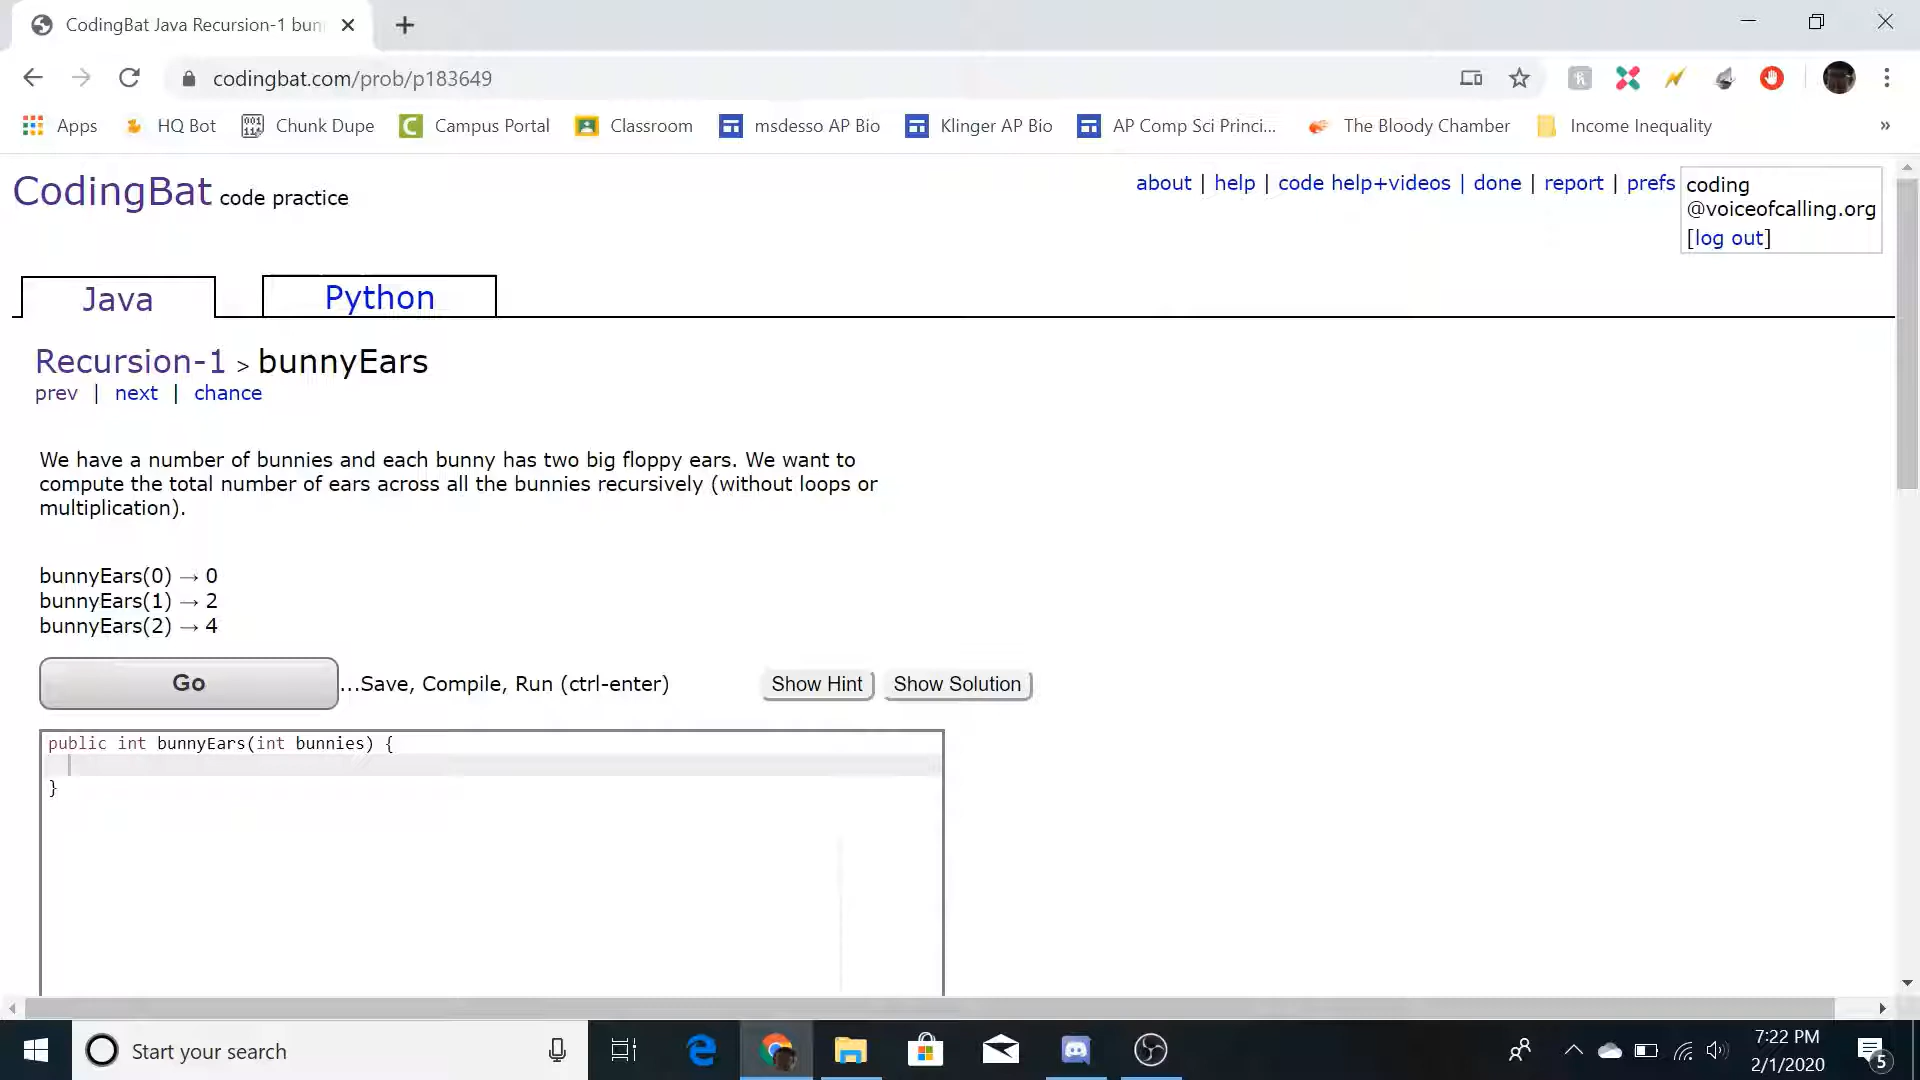 CodingBat Java Recursion-1 bun
codingbat.com/prob/p183649
Apps HQ Bot Chunk Dupe Campus Portal Classroom msdesso AP Bio Klinger AP Bio AP Comp Sci Princi... The Bloody Chamber Income Inequality »
CodingBat code practice
about | help | code help+videos | done | report | prefs
coding
@voiceofcalling.org
[log out]
Java Python
Recursion-1 > bunnyEars
prev | next | chance
We have a number of bunnies and each bunny has two big floppy ears. We want to
compute the total number of ears across all the bunnies recursively (without loops or
multiplication).
bunnyEars(0) → 0
bunnyEars(1) → 2
bunnyEars(2) → 4
Go ...Save, Compile, Run (ctrl-enter) Show Hint Show Solution
public int bunnyEars(int bunnies) {
}
Start your search
7:22 PM
2/1/2020
5